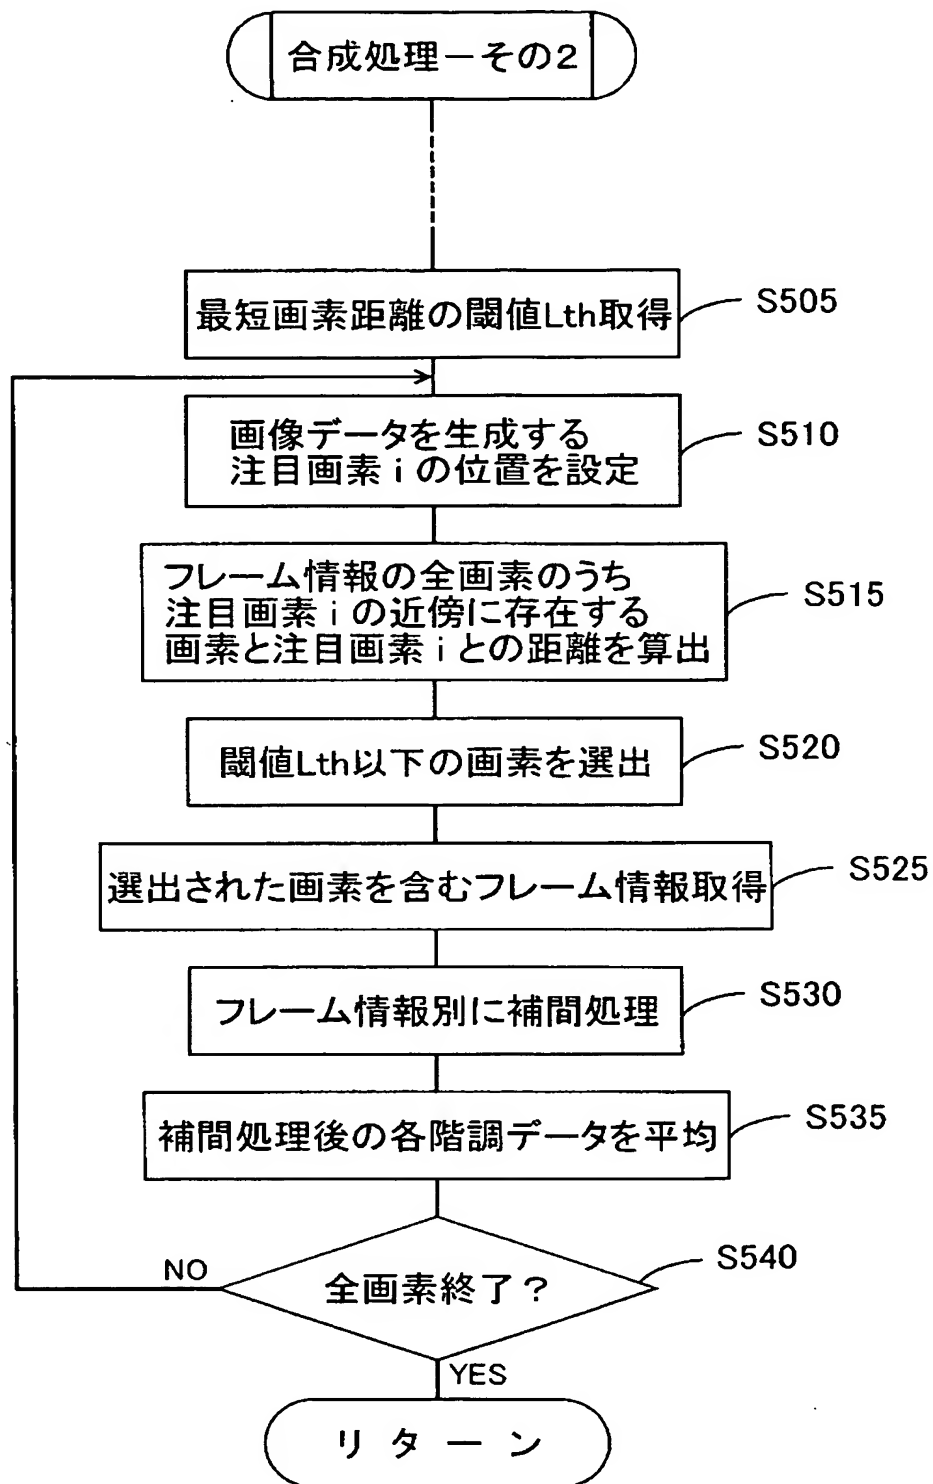 合成処理－その2
最短画素距離の閾値Lth取得
S505
画像データを生成する
注目画素iの位置を設定
S510
フレーム情報の全画素のうち
注目画素iの近傍に存在する
画素と注目画素iとの距離を算出
S515
閾値Lth以下の画素を選出
S520
選出された画素を含むフレーム情報取得
S525
フレーム情報別に補間処理
S530
補間処理後の各階調データを平均
S535
全画素終了？
S540
NO
YES
リターン